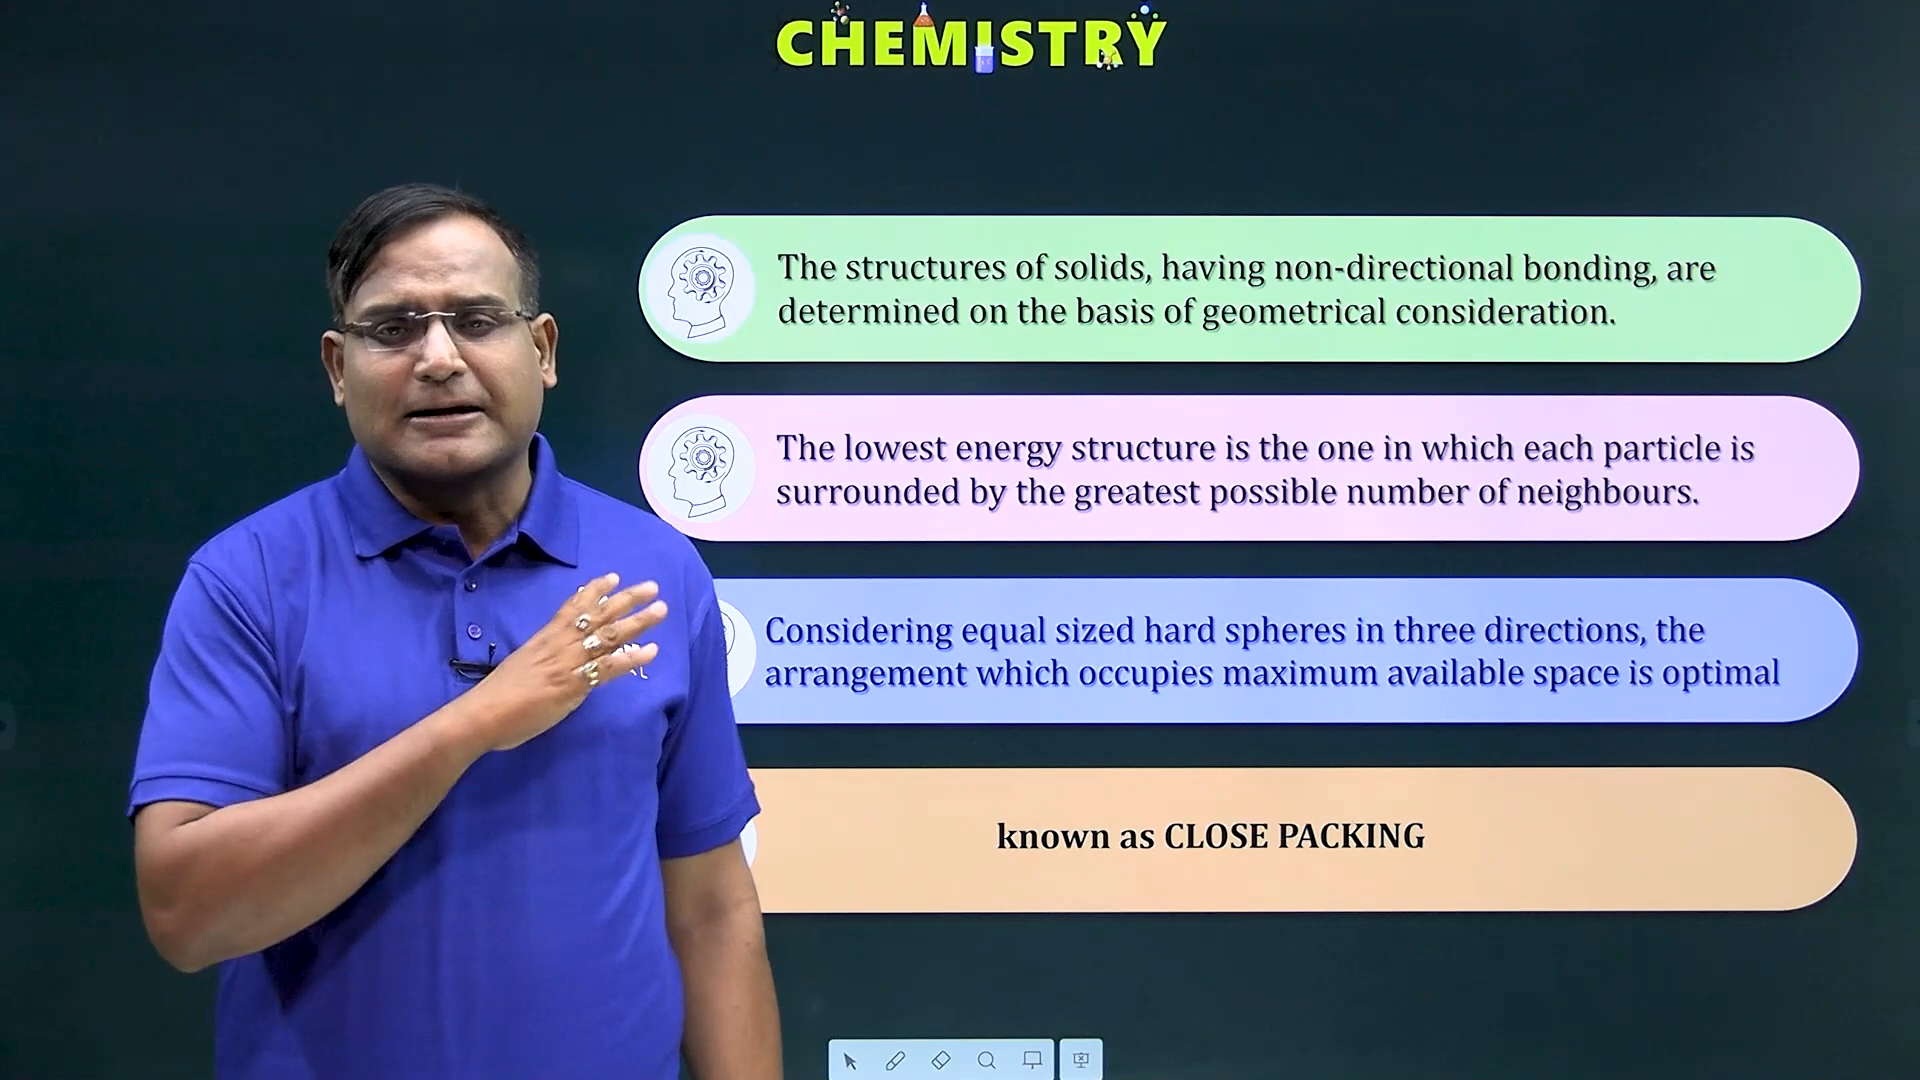 CHEMISTRY
The structures of solids, having non-directional bonding, are
determined on the basis of geometrical consideration.
The lowest energy structure is the one in which each particle is
surrounded by the greatest possible number of neighbours.
Considering equal sized hard spheres in three directions, the
arrangement which occupies maximum available space is optimal
known as CLOSE PACKING